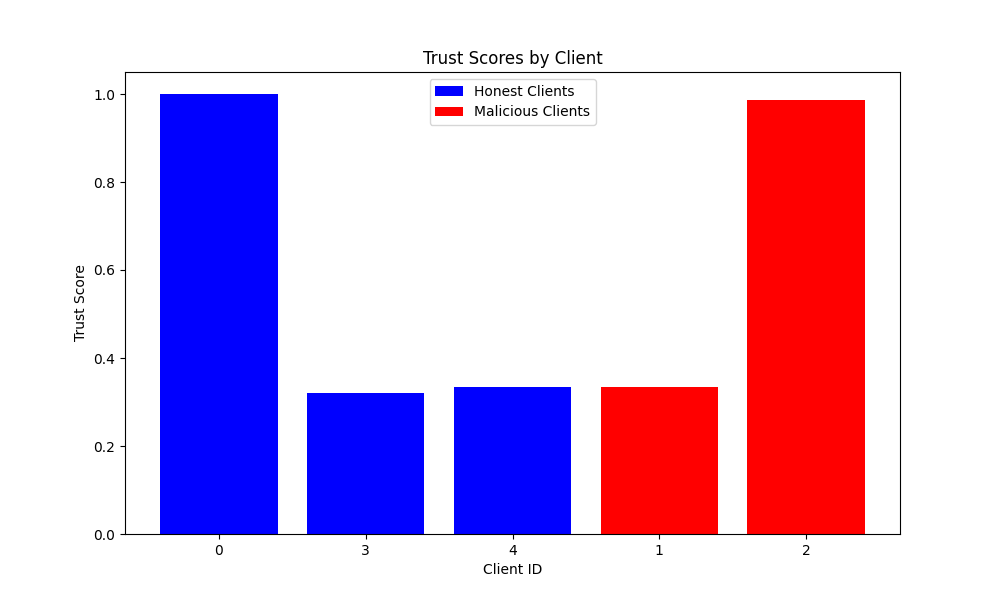 Trust Scores by Client
Honest Clients
Malicious Clients
1.0
0.8
0.6
0.4
0.2
0.0
Trust Score
0 3 4 1 2
Client ID